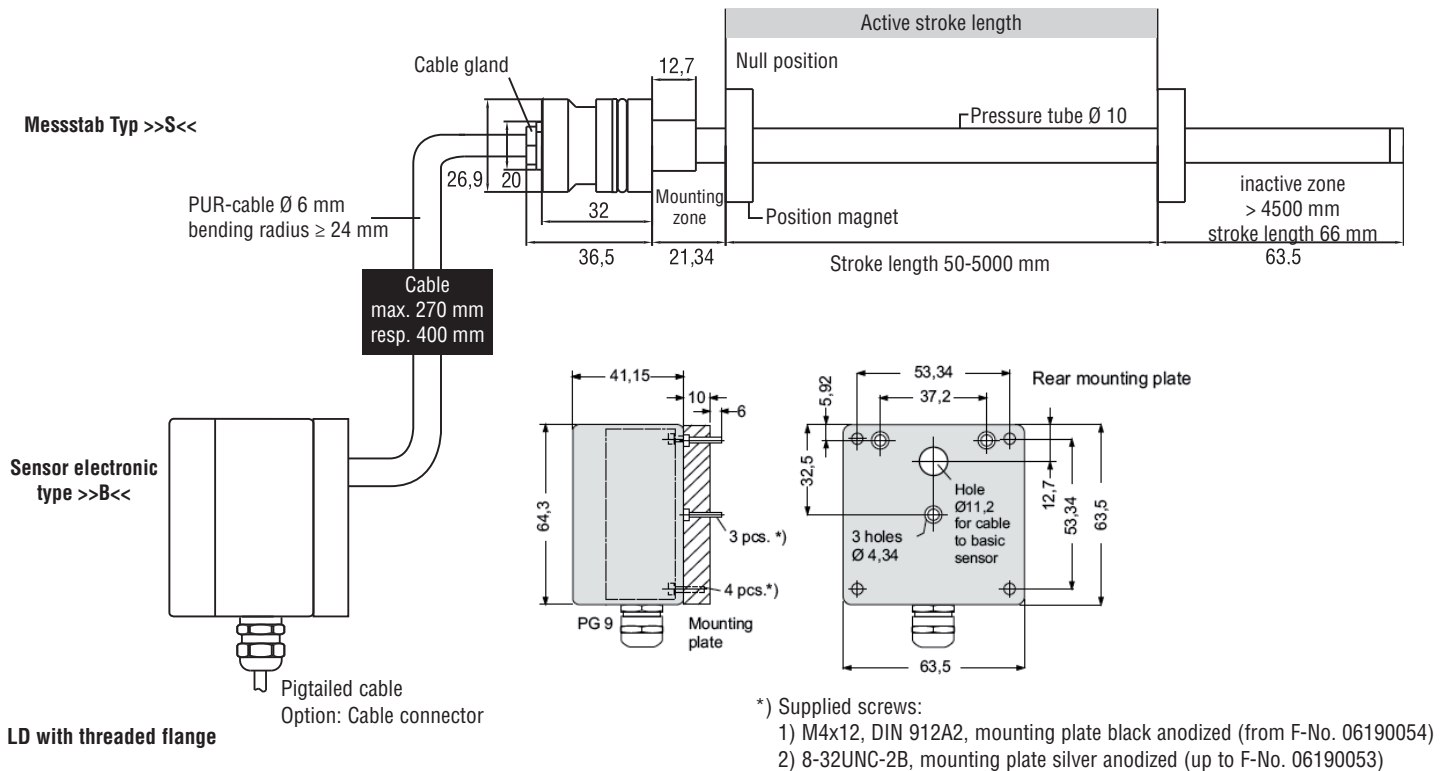 Active stroke length
Null position
12,7
Cable gland
Messstab Typ >>S<<
Pressure tube Ø 10
26,9
20
PUR-cable Ø 6 mm
bending radius ≥ 24 mm
32
Mounting
zone
Position magnet
inactive zone
> 4500 mm
stroke length 66 mm
36,5
21,34
Stroke length 50-5000 mm
63.5
Cable
max. 270 mm
resp. 400 mm
41,15
10
6
53,34
37,2
5,92
Rear mounting plate
Sensor electronic
type >>B<<
64,3
32,5
Hole
Ø11,2
for cable
to basic
sensor
12,7
53,34
63,5
3 pcs. *)
3 holes
Ø 4,34
4 pcs.*)
PG 9
Mounting
plate
63,5
Pigtailed cable
Option: Cable connector
LD with threaded flange
*) Supplied screws:
1) M4x12, DIN 912A2, mounting plate black anodized (from F-No. 06190054)
2) 8-32UNC-2B, mounting plate silver anodized (up to F-No. 06190053)